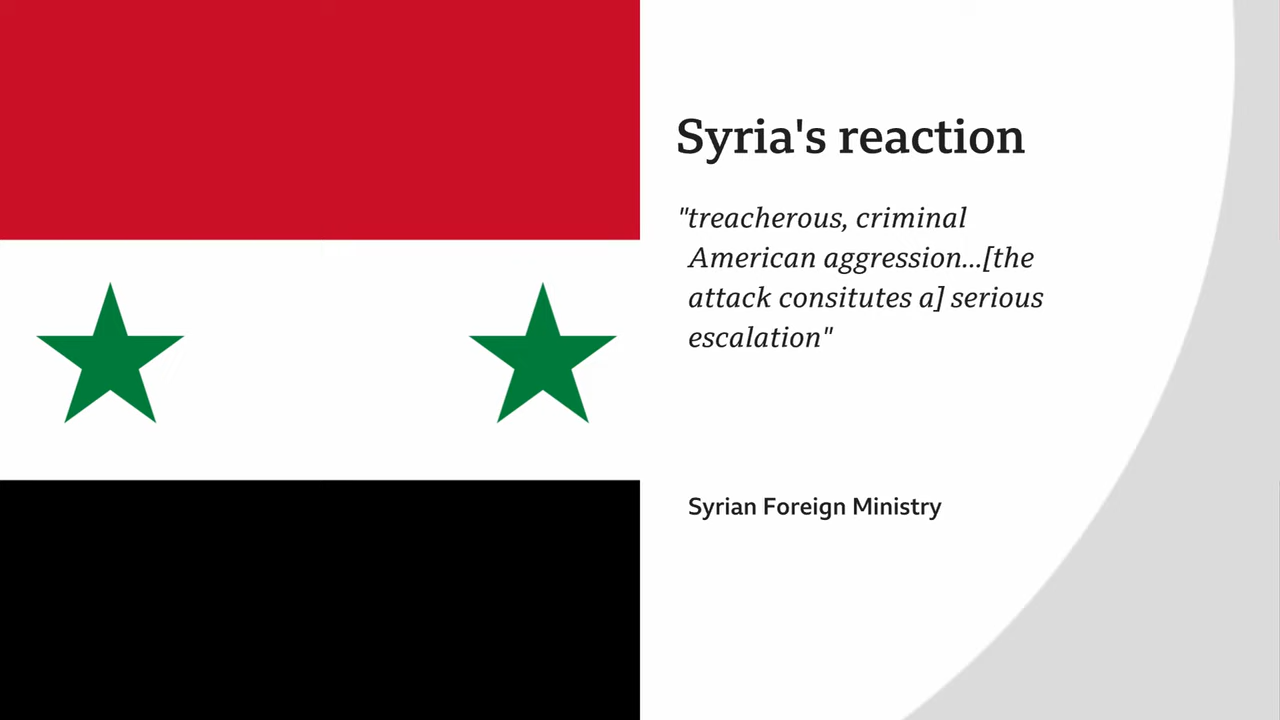 Syria's reaction
"treacherous, criminal
American aggression...[the
attack consitutes a] serious
escalation"
Syrian Foreign Ministry